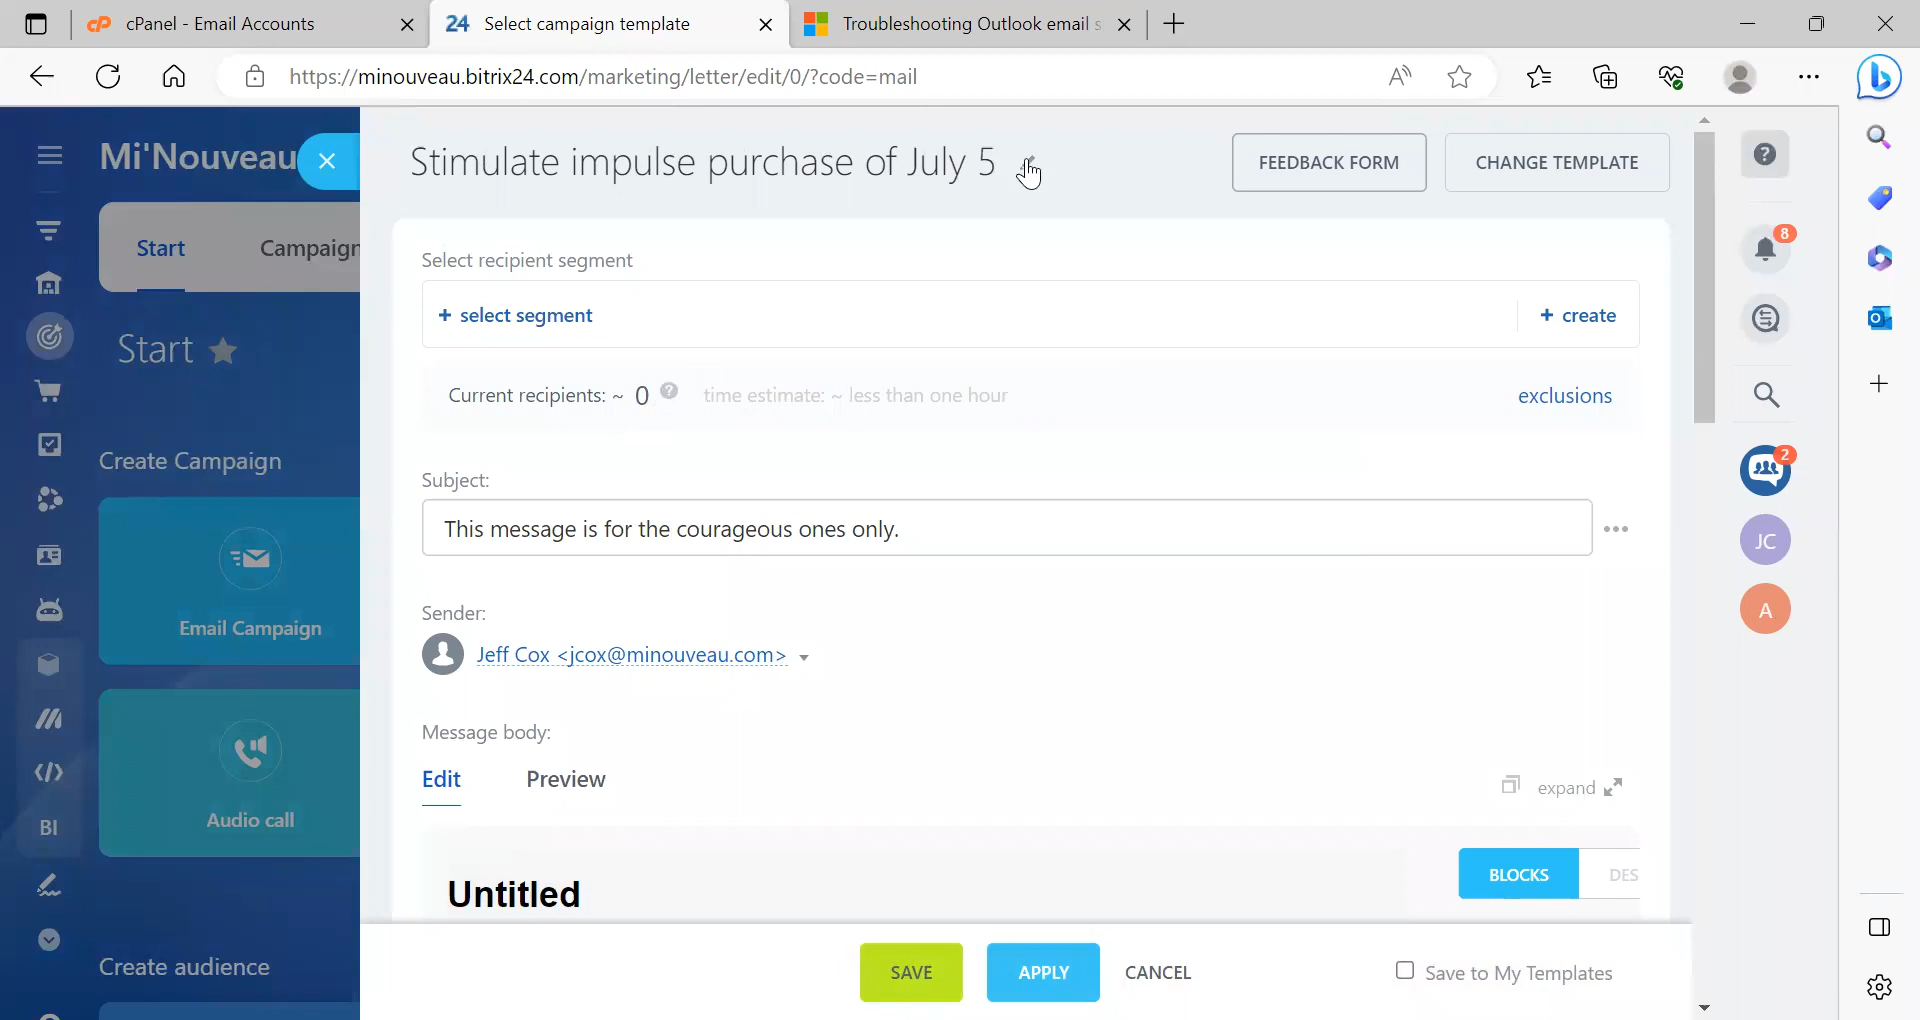 cPanel - Email Accounts
24 Select campaign template
Troubleshooting Outlook email s
https://minouveau.bitrix24.com/marketing/letter/edit/0/?code=mail
Mi'Nouveau
Stimulate impulse purchase of July 5
FEEDBACK FORM
CHANGE TEMPLATE
Start
Campaign
Select recipient segment
+ select segment
+ create
Start
Current recipients: ~ 0
time estimate: ~ less than one hour
exclusions
Create Campaign
Subject:
This message is for the courageous ones only.
Email Campaign
Sender:
Jeff Cox <jcox@minouveau.com>
Message body:
Edit
Preview
expand
Audio call
BI
Untitled
BLOCKS
DES
Create audience
SAVE
APPLY
CANCEL
Save to My Templates
8
2
JC
A